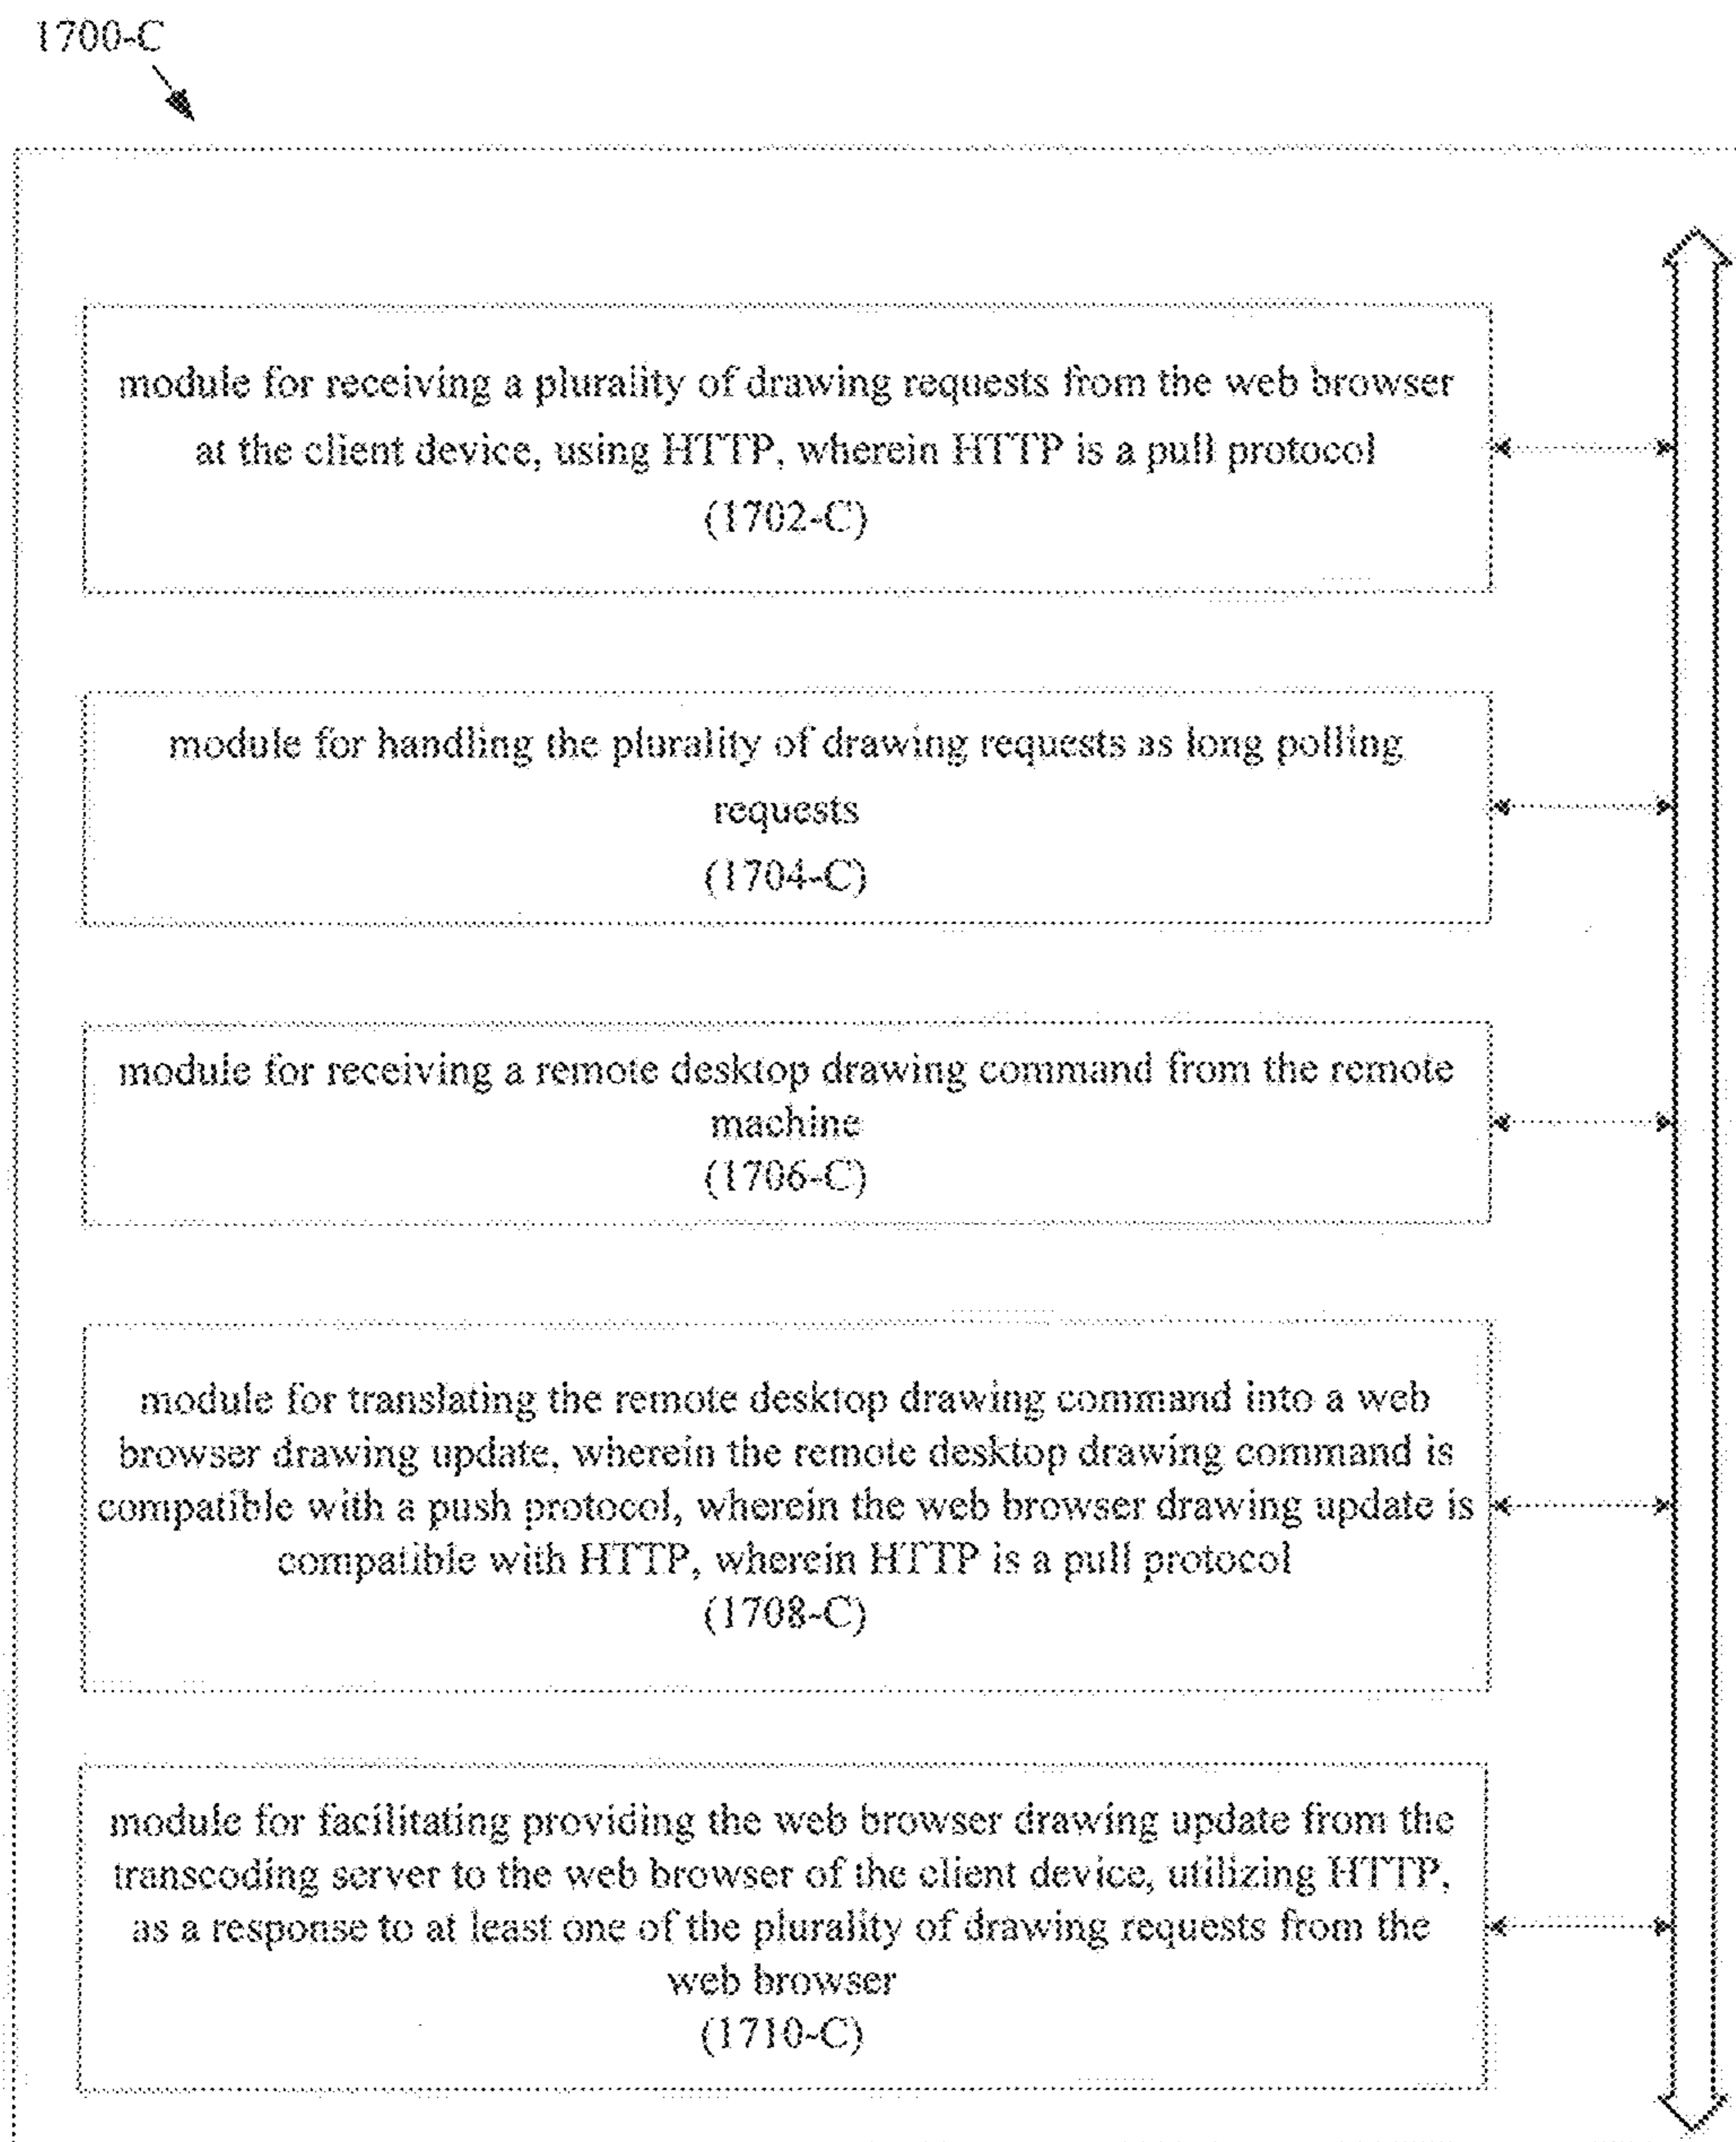 1700-C
module for receiving a plurality of drawing requests from the web browser
at the client device, using HTTP, wherein HTTP is a pull protocol
(1702-C)
module for handling the plurality of drawing requests as long polling
requests
(1704-C)
module for receiving a remote desktop drawing command from the remote
machine
(1706-C)
module for translating the remote desktop drawing command into a web
browser drawing update, wherein the remote desktop drawing command is
compatible with a push protocol, wherein the web browser drawing update is
compatible with HTTP, wherein HTTP is a pull protocol
(1708-C)
module for facilitating providing the web browser drawing update from the
transcoding server to the web browser of the client device, utilizing HTTP,
as a response to at least one of the plurality of drawing requests from the
web browser
(1710-C)